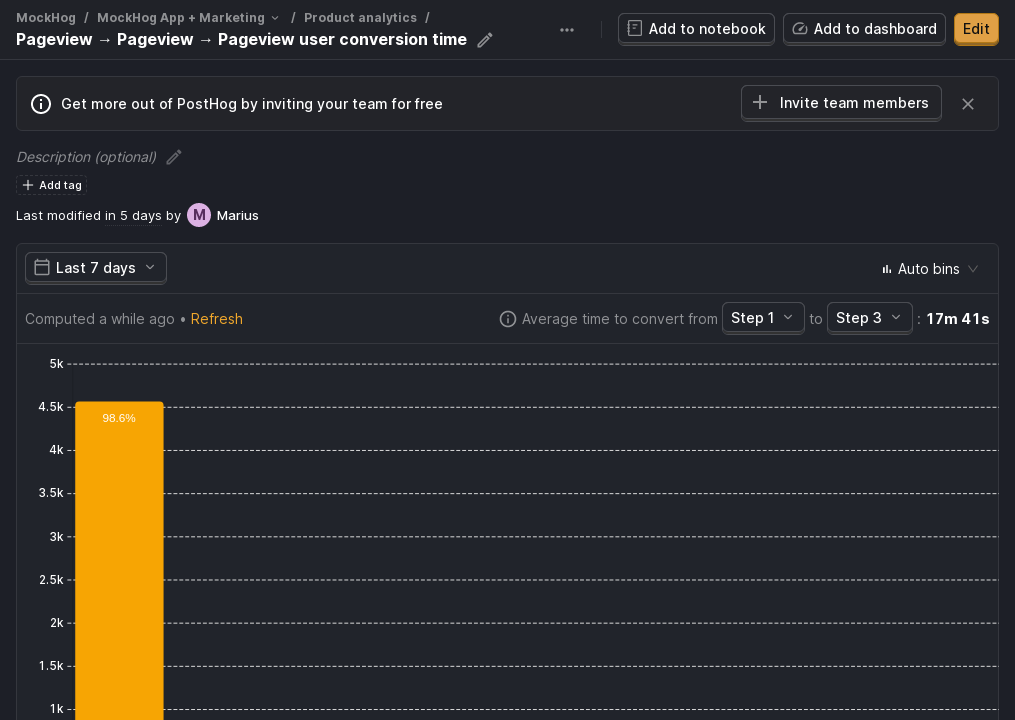 MockHog / MockHog App + Marketing / Product analytics /
Pageview → Pageview → Pageview user conversion time
Add to notebook
Add to dashboard
Edit
Get more out of PostHog by inviting your team for free
Invite team members
Description (optional)
Add tag
Last modified in 5 days by M Marius
Last 7 days
Auto bins
Computed a while ago • Refresh
Average time to convert from Step 1 to Step 3 : 17m 41s
5k
4.5k
98.6%
4k
3.5k
3k
2.5k
2k
1.5k
1k